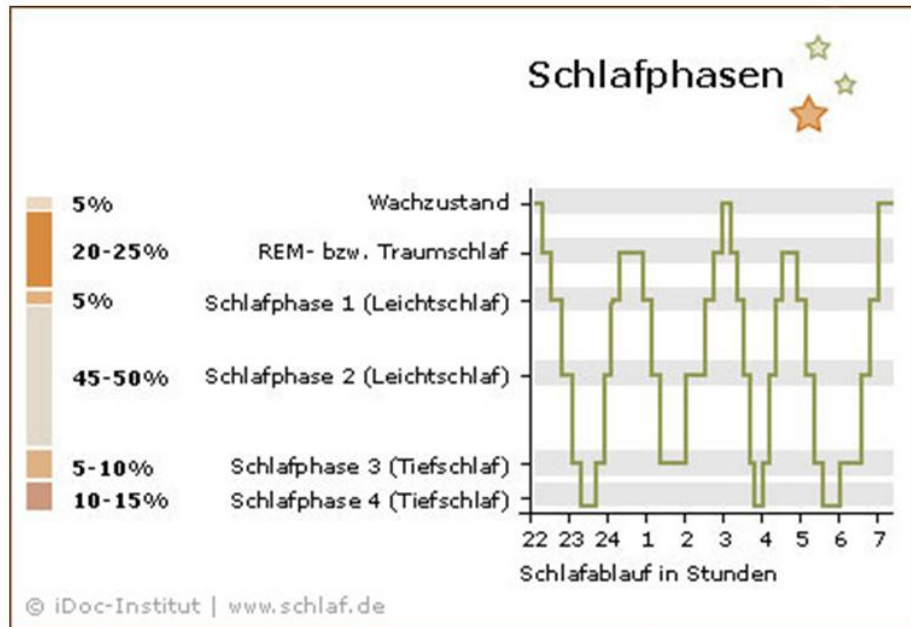 Schlafphasen
5% Wachzustand
20-25% REM- bzw. Traumschlaf
5% Schlafphase 1 (Leichtschlaf)
45-50% Schlafphase 2 (Leichtschlaf)
5-10% Schlafphase 3 (Tiefschlaf)
10-15% Schlafphase 4 (Tiefschlaf)
22 23 24 1 2 3 4 5 6 7
Schlafablauf in Stunden
© iDoc-Institut | www.schlaf.de